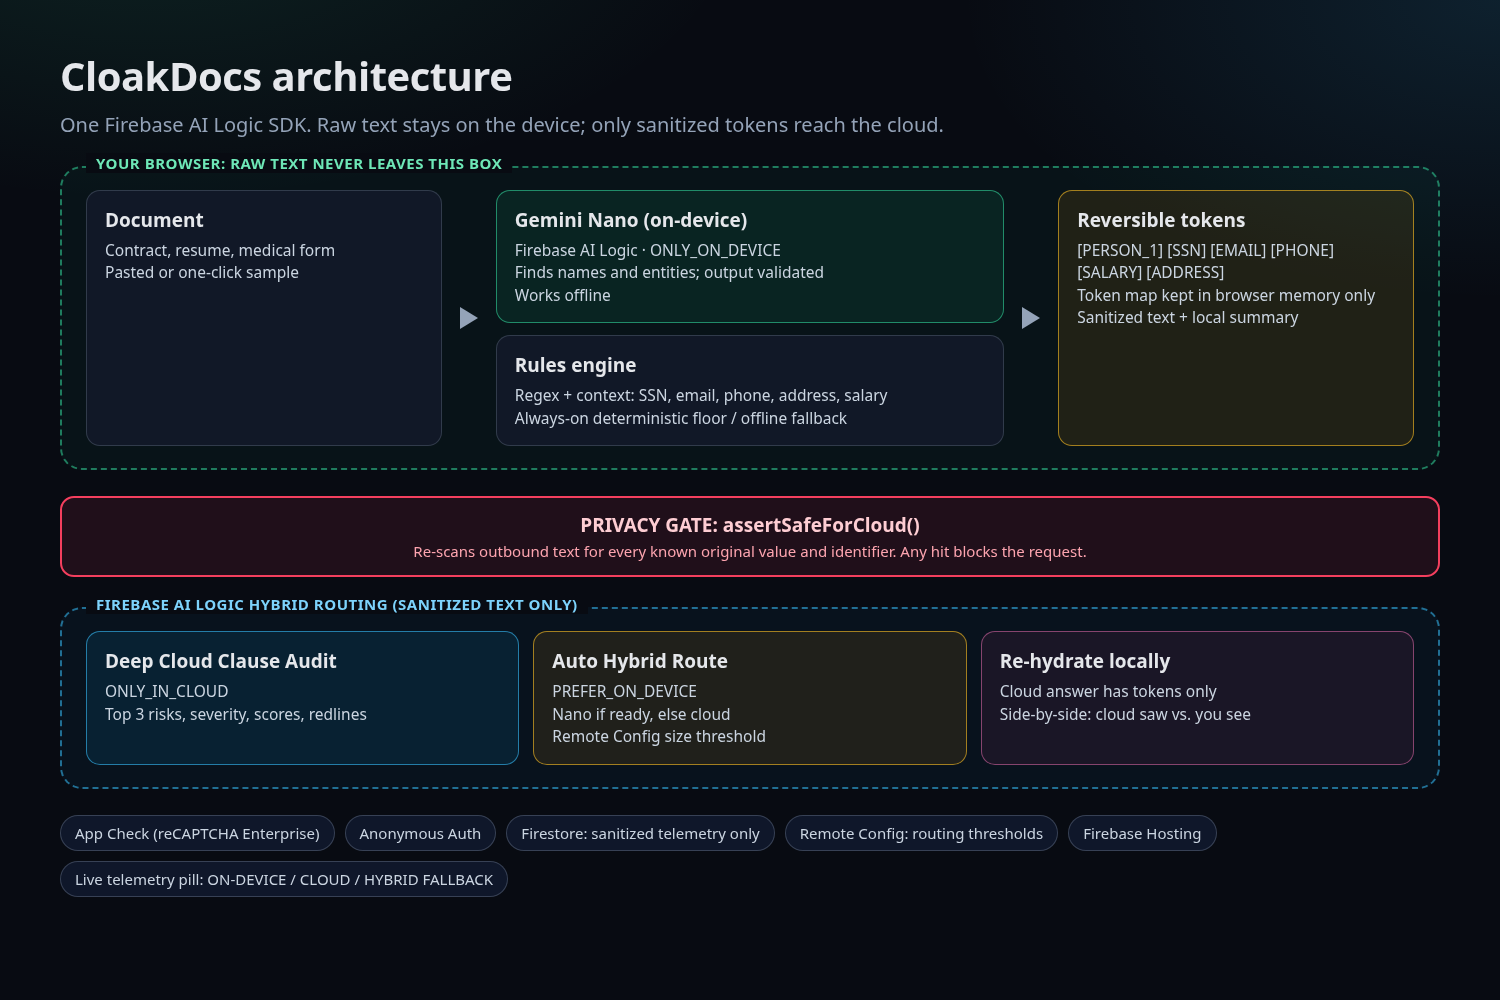 CloakDocs architecture
One Firebase AI Logic SDK. Raw text stays on the device; only sanitized tokens reach the cloud.
YOUR BROWSER: RAW TEXT NEVER LEAVES THIS BOX
Document
Contract, resume, medical form
Pasted or one-click sample
Gemini Nano (on-device)
Firebase AI Logic · ONLY_ON_DEVICE
Finds names and entities; output validated
Works offline
Rules engine
Regex + context: SSN, email, phone, address, salary
Always-on deterministic floor / offline fallback
Reversible tokens
[PERSON_1] [SSN] [EMAIL] [PHONE]
[SALARY] [ADDRESS]
Token map kept in browser memory only
Sanitized text + local summary
PRIVACY GATE: assertSafeForCloud()
Re-scans outbound text for every known original value and identifier. Any hit blocks the request.
FIREBASE AI LOGIC HYBRID ROUTING (SANITIZED TEXT ONLY)
Deep Cloud Clause Audit
ONLY_IN_CLOUD
Top 3 risks, severity, scores, redlines
Auto Hybrid Route
PREFER_ON_DEVICE
Nano if ready, else cloud
Remote Config size threshold
Re-hydrate locally
Cloud answer has tokens only
Side-by-side: cloud saw vs. you see
App Check (reCAPTCHA Enterprise)
Anonymous Auth
Firestore: sanitized telemetry only
Remote Config: routing thresholds
Firebase Hosting
Live telemetry pill: ON-DEVICE / CLOUD / HYBRID FALLBACK